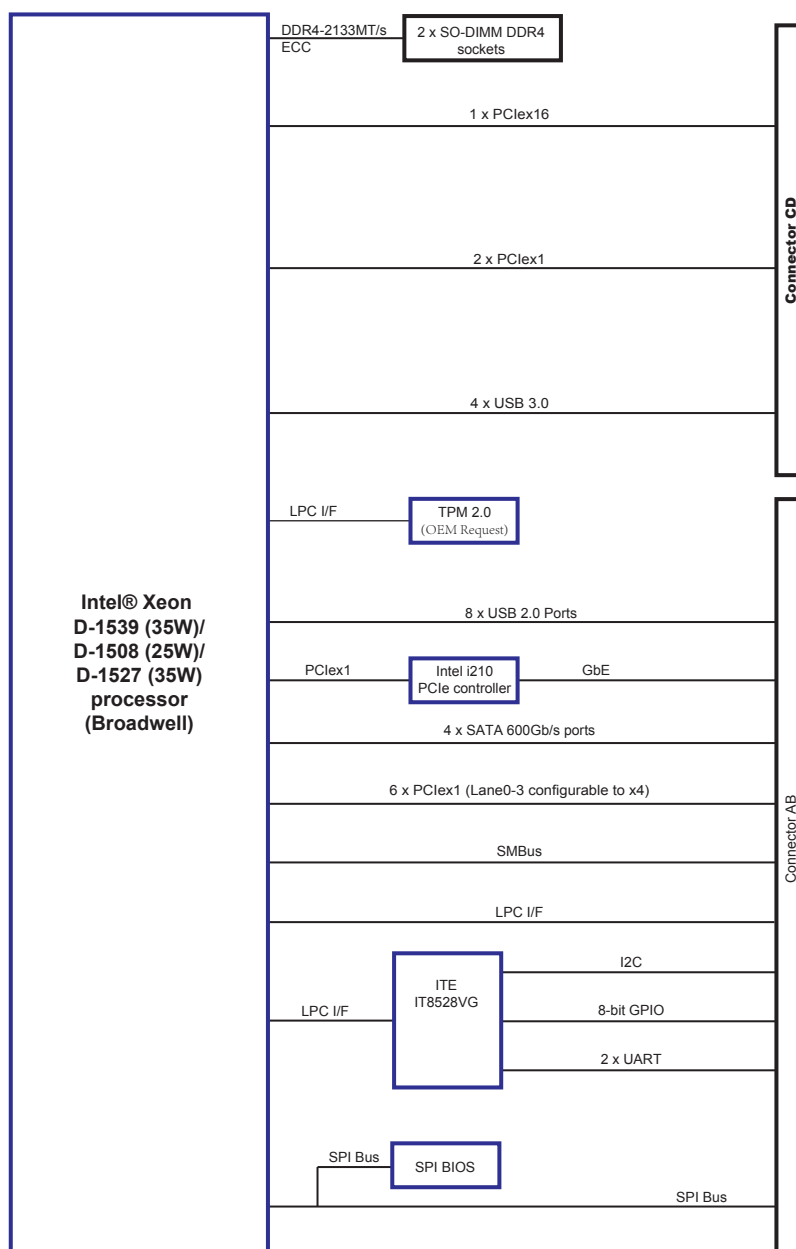 DDR4-2133MT/s
ECC
2 x SO-DIMM DDR4
sockets
1 x PCIex16
2 x PCIex1
4 x USB 3.0
Connector CD
LPC I/F
TPM 2.0
(OEM Request)
Intel® Xeon
D-1539 (35W)/
D-1508 (25W)/
D-1527 (35W)
processor
(Broadwell)
8 x USB 2.0 Ports
PCIex1
Intel i210
PCIe controller
GbE
4 x SATA 600Gb/s ports
6 x PCIex1 (Lane0-3 configurable to x4)
SMBus
LPC I/F
Connector AB
LPC I/F
ITE
IT8528VG
I2C
8-bit GPIO
2 x UART
SPI Bus
SPI BIOS
SPI Bus